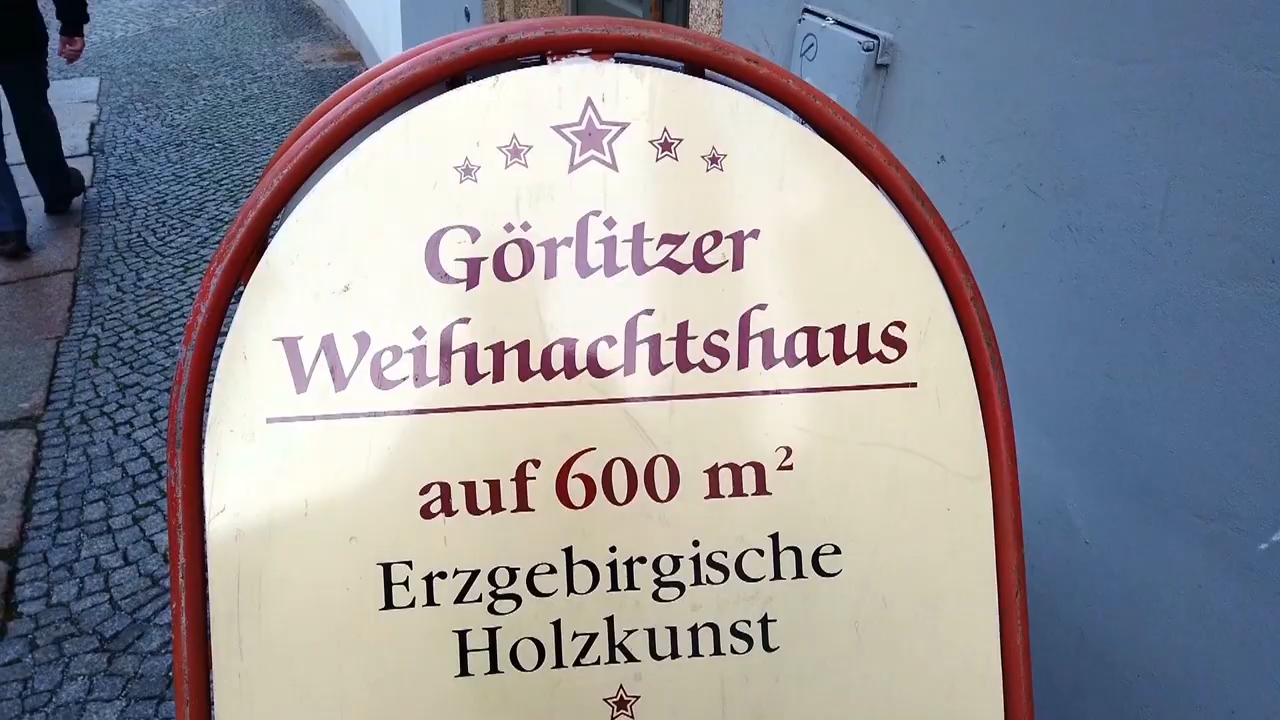 Görlitzer
Weihnachtshaus
auf 600 m²
Erzgebirgische
Holzkunst